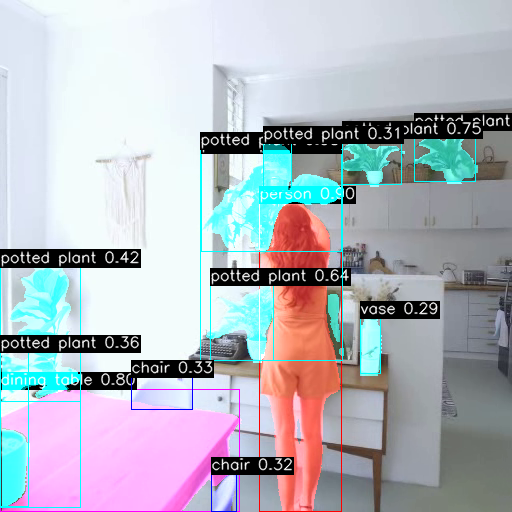 potted plant
potted plant 0.31
plant 0.75
potted
person 0.90
potted plant 0.42
potted plant 0.64
vase 0.29
potted plant 0.36
chair 0.33
dining table 0.80
chair 0.32